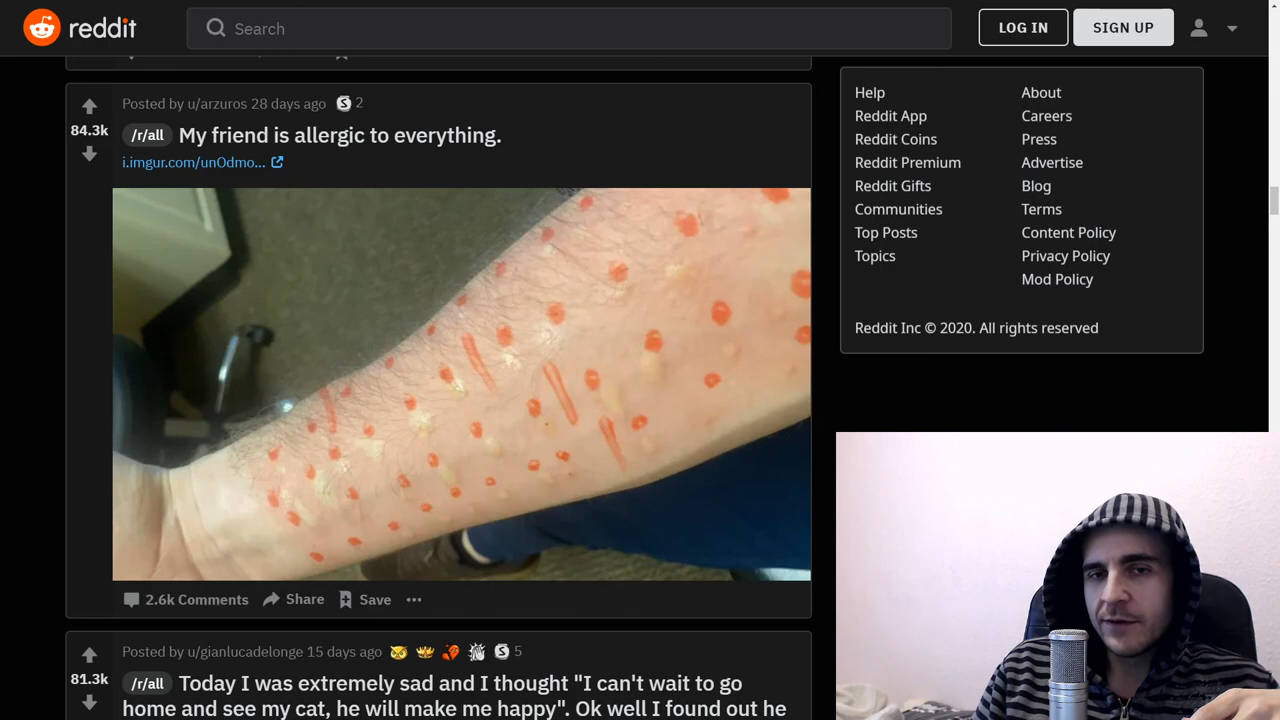 reddit
Search
LOG IN
SIGN UP
Posted by u/arzuros 28 days ago
2
84.3k
/r/all My friend is allergic to everything.
i.imgur.com/unOdmo...
2.6k Comments
Share
Save
Posted by u/gianlucadelonge 15 days ago
5
81.3k
/r/all Today I was extremely sad and I thought "I can't wait to go
home and see my cat, he will make me happy". Ok well I found out he
Help
Reddit App
Reddit Coins
Reddit Premium
Reddit Gifts
Communities
Top Posts
Topics
About
Careers
Press
Advertise
Blog
Terms
Content Policy
Privacy Policy
Mod Policy
Reddit Inc © 2020. All rights reserved